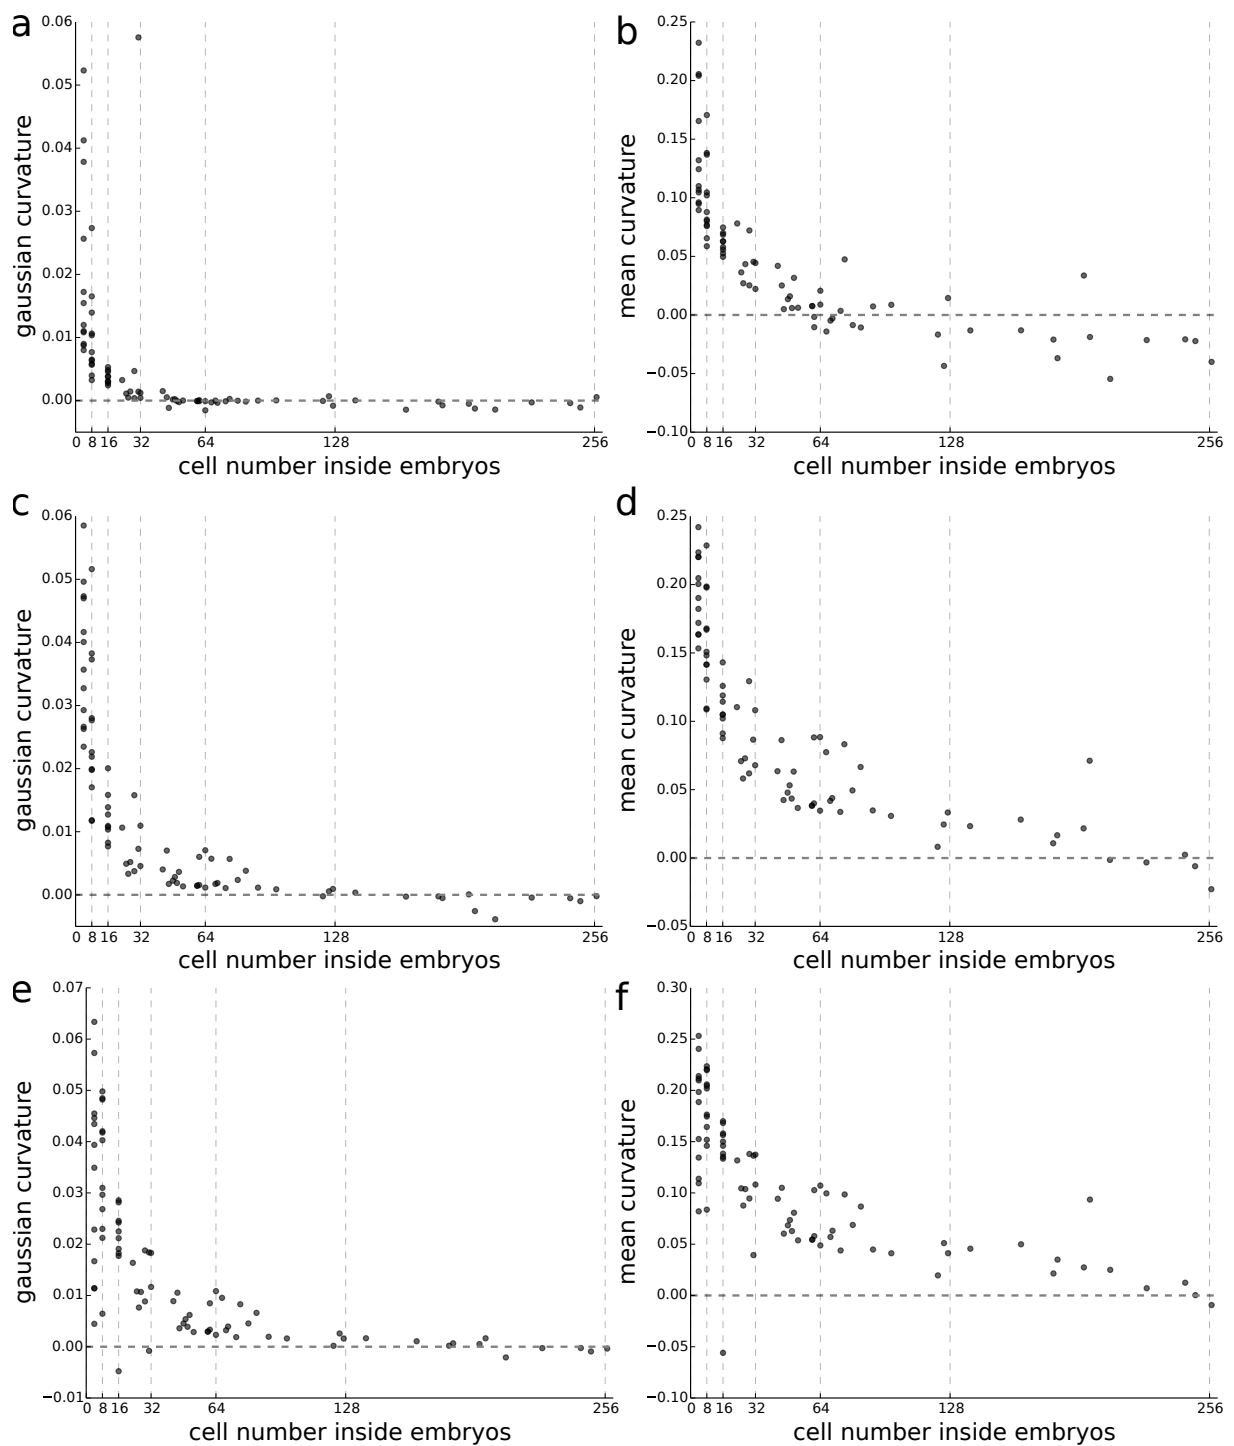 a
0.06
0.05
0.04
0.03
0.02
0.01
0.00
gaussian curvature
0 8 16 32 64 128 256
cell number inside embryos
b
0.25
0.20
0.15
0.10
0.05
0.00
−0.05
−0.10
mean curvature
0 8 16 32 64 128 256
cell number inside embryos
c
0.06
0.05
0.04
0.03
0.02
0.01
0.00
gaussian curvature
0 8 16 32 64 128 256
cell number inside embryos
d
0.25
0.20
0.15
0.10
0.05
0.00
−0.05
mean curvature
0 8 16 32 64 128 256
cell number inside embryos
e
0.07
0.06
0.05
0.04
0.03
0.02
0.01
0.00
−0.01
gaussian curvature
0 8 16 32 64 128 256
cell number inside embryos
f
0.30
0.25
0.20
0.15
0.10
0.05
0.00
−0.05
−0.10
mean curvature
0 8 16 32 64 128 256
cell number inside embryos